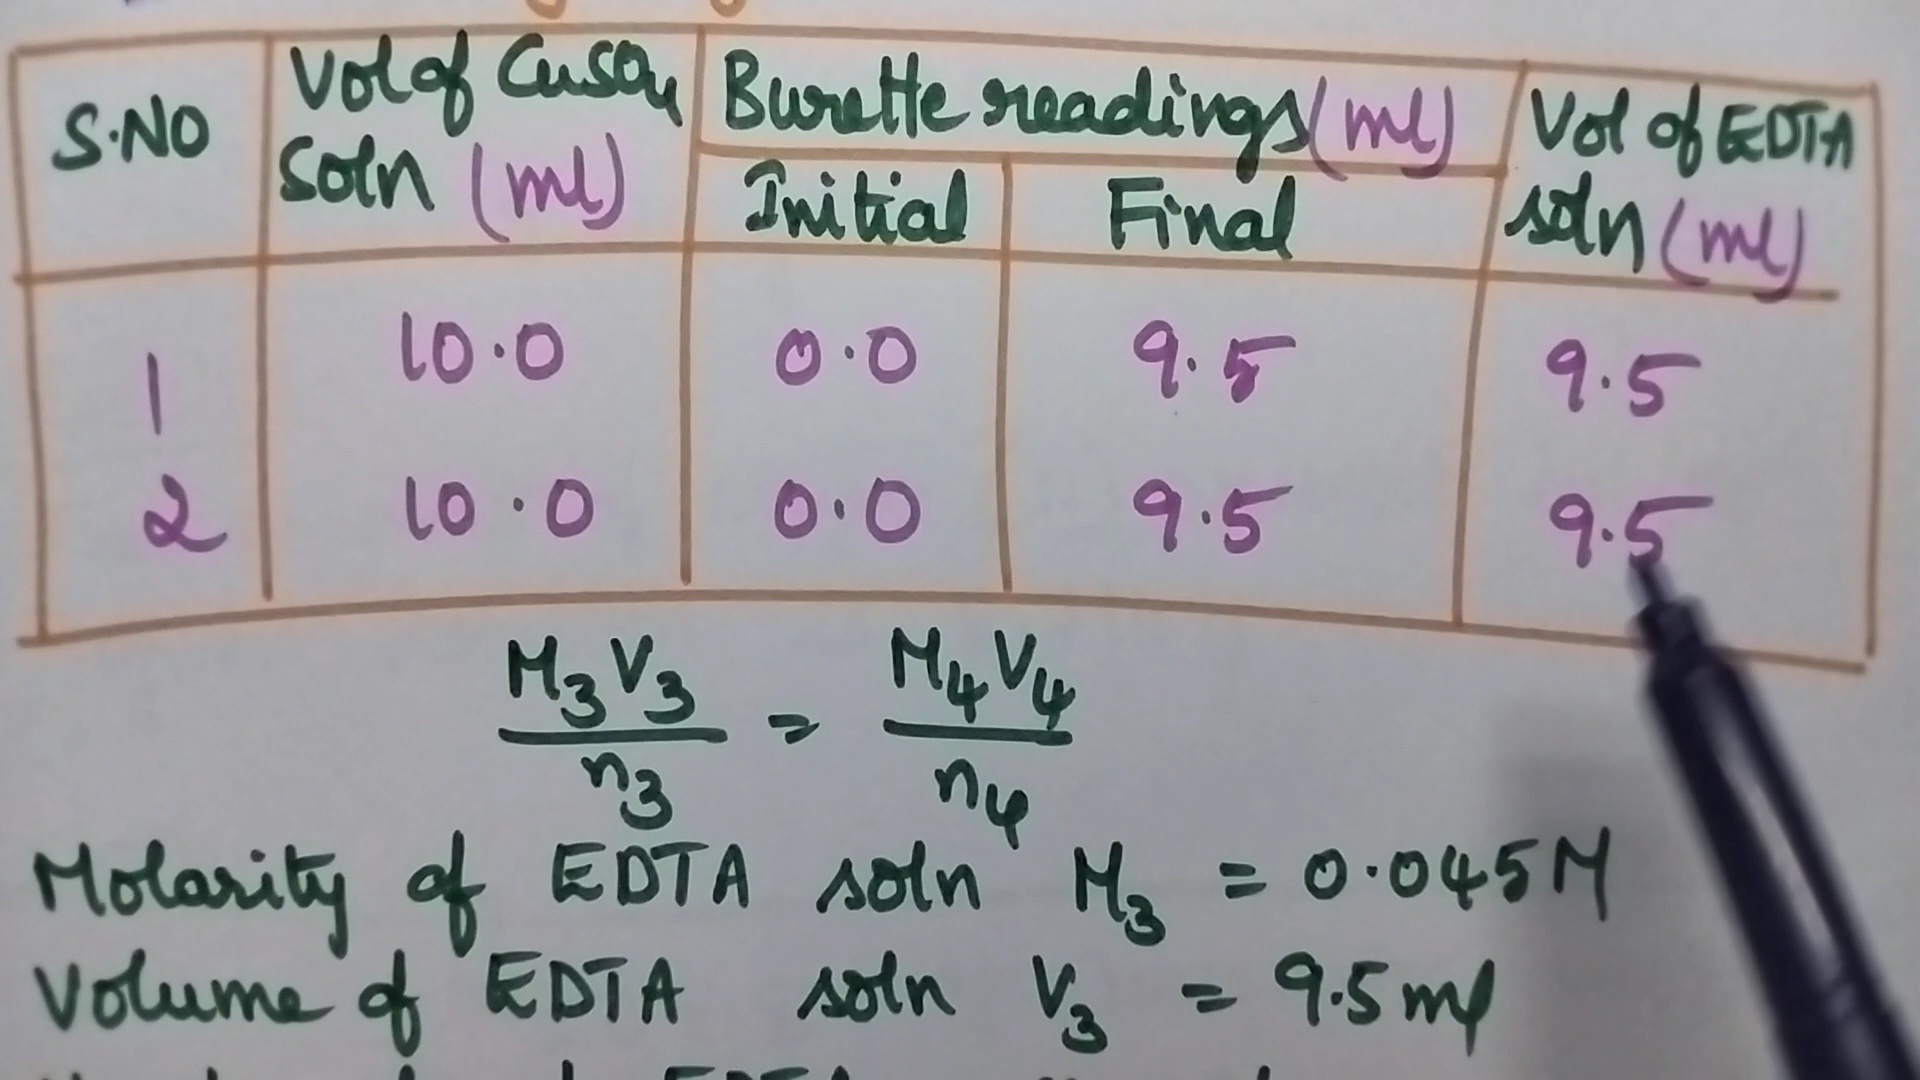 S.NO
Vol of CuSO4
soln (ml)
Burette readings (ml)
Initial
Final
Vol of EDTA
soln (ml)
1
10.0
0.0
9.5
9.5
2
10.0
0.0
9.5
9.5
M3V3 / n3 = M4V4 / n4
Molarity of EDTA soln M3 = 0.045M
Volume of EDTA soln V3 = 9.5 ml